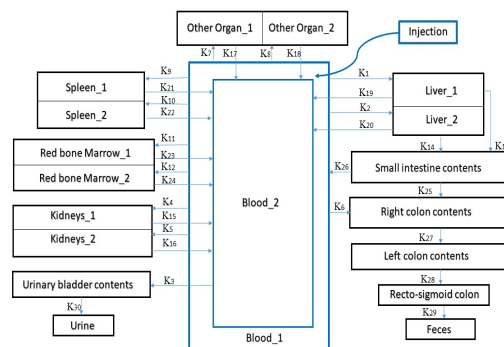 Other Organ_1 Other Organ_2
K7 K17 K8 K18
Injection
K9
Spleen_1
K21
K10
Spleen_2
K22
K1
Liver_1
K19
K2
Liver_2
K20
K14
K1
K11
Red bone Marrow_1
K23
K12
Red bone Marrow_2
K24
K26
Small intestine contents
K25
Blood_2
K4
Kidneys_1
K15
K5
Kidneys_2
K16
K6
Right colon contents
K27
Left colon contents
K28
Urinary bladder contents
K3
K30
Urine
Recto-sigmoid colon
K29
Feces
Blood_1